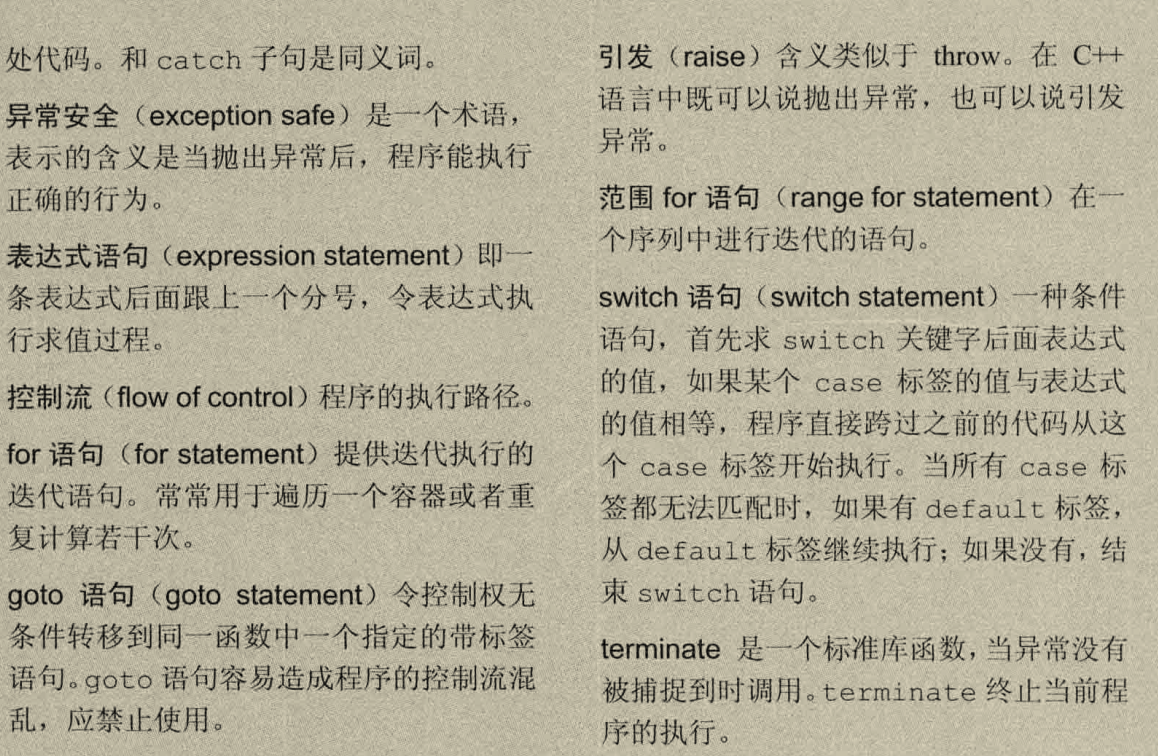 处代码。和 catch 子句是同义词。
异常安全（exception safe）是一个术语，
表示的含义是当抛出异常后，程序能执行
正确的行为。
表达式语句（expression statement）即一
条表达式后面跟上一个分号，令表达式执
行求值过程。
控制流（flow of control）程序的执行路径。
for 语句（for statement）提供迭代执行的
迭代语句。常常用于遍历一个容器或者重
复计算若干次。
goto 语句（goto statement）令控制权无
条件转移到同一函数中一个指定的带标签
语句。goto 语句容易造成程序的控制流混
乱，应禁止使用。
引发（raise）含义类似于 throw。在 C++
语言中既可以说抛出异常，也可以说引发
异常。
范围 for 语句（range for statement）在一
个序列中进行迭代的语句。
switch 语句（switch statement）一种条件
语句，首先求 switch 关键字后面表达式
的值，如果某个 case 标签的值与表达式
的值相等，程序直接跨过之前的代码从这
个 case 标签开始执行。当所有 case 标
签都无法匹配时，如果有 default 标签，
从 default 标签继续执行；如果没有，结
束 switch 语句。
terminate 是一个标准库函数，当异常没有
被捕捉到时调用。terminate 终止当前程
序的执行。